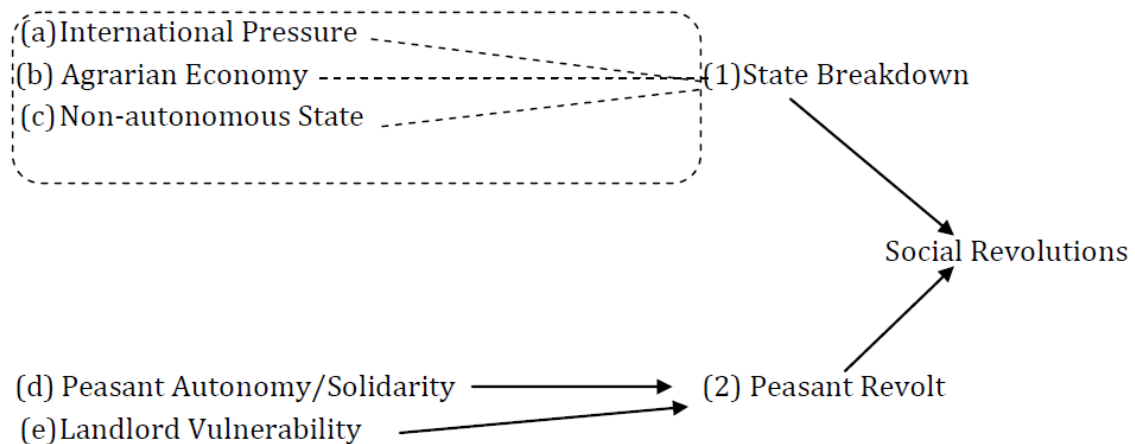 (a)International Pressure
(b) Agrarian Economy
(1)State Breakdown
(c)Non-autonomous State
Social Revolutions
(d) Peasant Autonomy/Solidarity
(2) Peasant Revolt
(e)Landlord Vulnerability